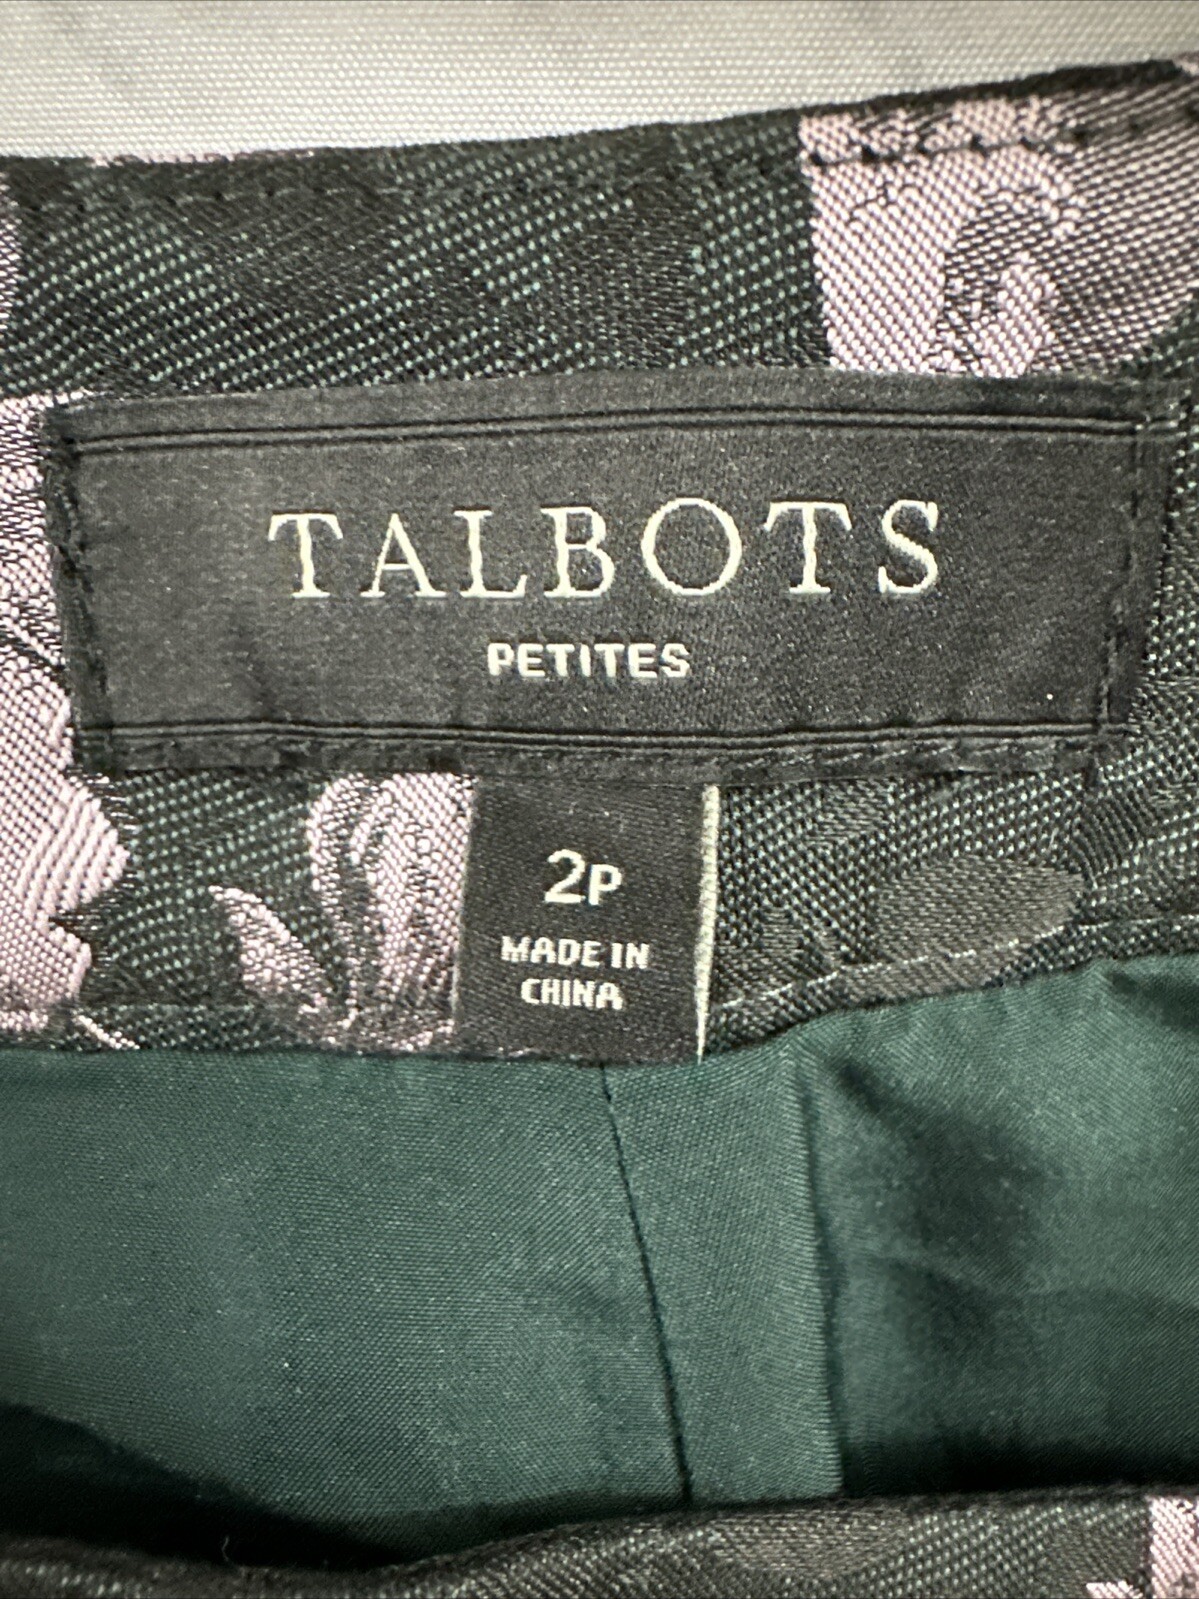 TALBOTS
PETITES
2P
MADE IN
CHINA